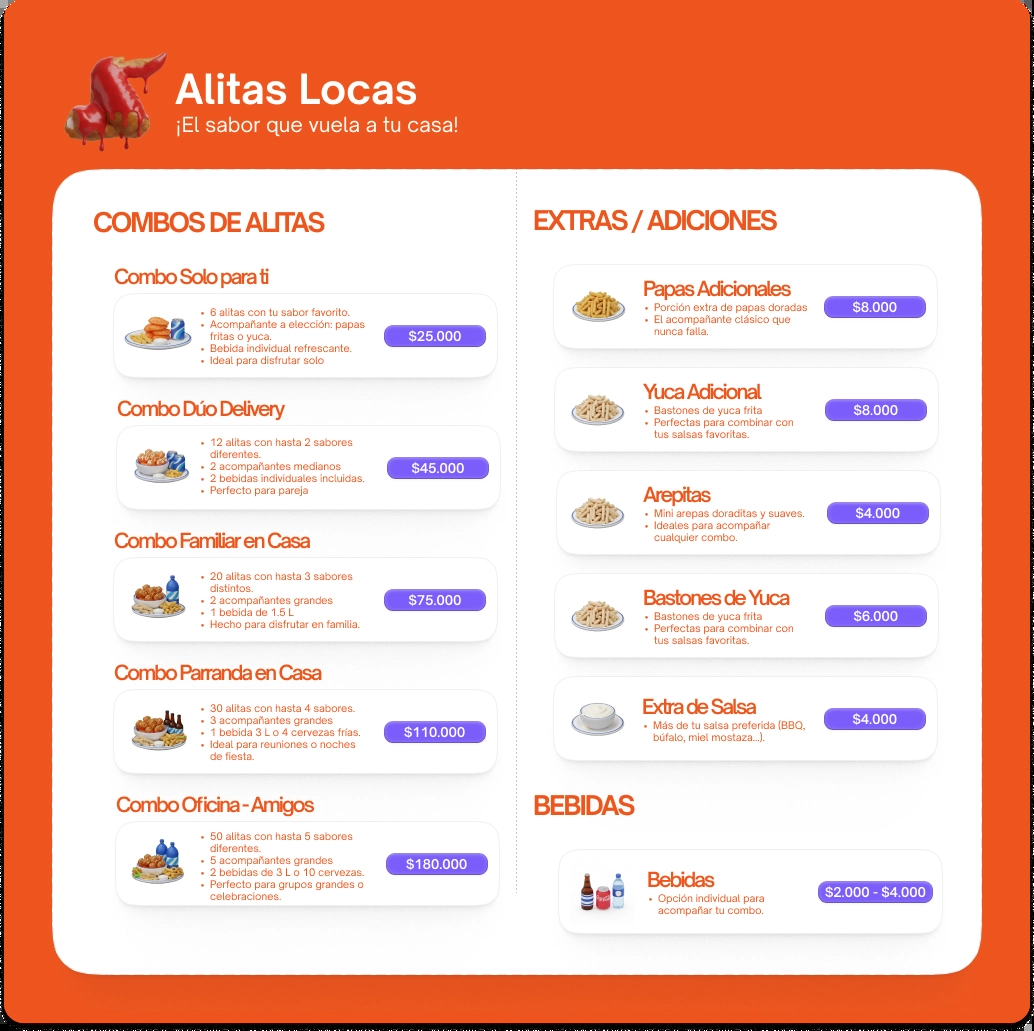 Alitas Locas
¡El sabor que vuela a tu casa!
COMBOS DE ALITAS
Combo Solo para ti
• 6 alitas con tu sabor favorito.
• Acompañante a elección: papas
fritas o yuca.
• Bebida individual refrescante.
• Ideal para disfrutar solo
$25.000
Combo Dúo Delivery
• 12 alitas con hasta 2 sabores
diferentes.
• 2 acompañantes medianos
• 2 bebidas individuales incluidas.
• Perfecto para pareja
$45.000
Combo Familiar en Casa
• 20 alitas con hasta 3 sabores
distintos.
• 2 acompañantes grandes
• 1 bebida de 1.5 L
• Hecho para disfrutar en familia.
$75.000
Combo Parranda en Casa
• 30 alitas con hasta 4 sabores.
• 3 acompañantes grandes
• 1 bebida 3 L o 4 cervezas frías.
• Ideal para reuniones o noches
de fiesta.
$110.000
Combo Oficina - Amigos
• 50 alitas con hasta 5 sabores
diferentes.
• 5 acompañantes grandes
• 2 bebidas de 3 L o 10 cervezas.
• Perfecto para grupos grandes o
celebraciones.
$180.000
EXTRAS / ADICIONES
Papas Adicionales
• Porción extra de papas doradas
• El acompañante clásico que
nunca falla.
$8.000
Yuca Adicional
• Bastones de yuca frita
• Perfectas para combinar con
tus salsas favoritas.
$8.000
Arepitas
• Mini arepas doraditas y suaves.
• Ideales para acompañar
cualquier combo.
$4.000
Bastones de Yuca
• Bastones de yuca frita
• Perfectas para combinar con
tus salsas favoritas.
$6.000
Extra de Salsa
• Más de tu salsa preferida (BBQ,
búfalo, miel mostaza...).
$4.000
BEBIDAS
Bebidas
• Opción individual para
acompañar tu combo.
$2.000 - $4.000